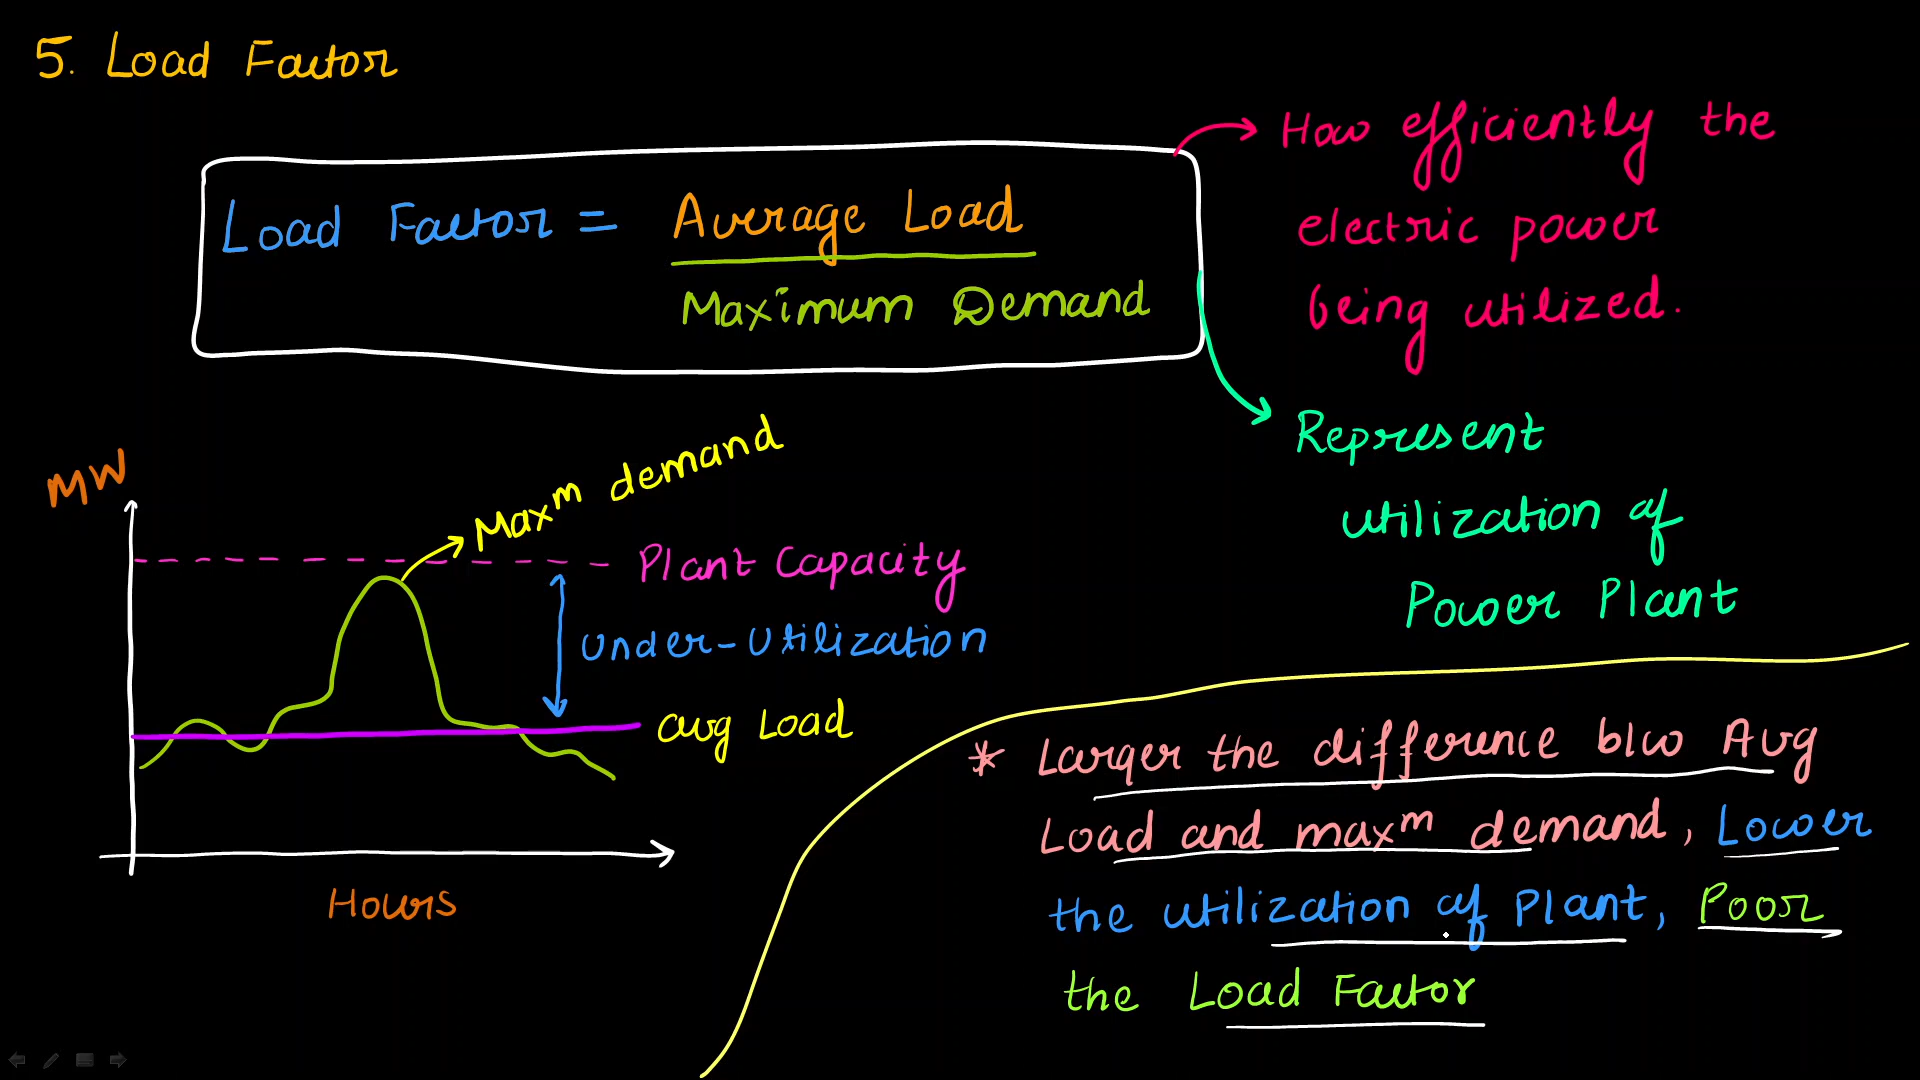 5. Load Factor
Load Factor = Average Load
Maximum Demand
How efficiently the
electric power
being utilized.
Represent
utilization of
Power Plant
MW
Maxᵐ demand
Plant Capacity
Under-Utilization
avg Load
Hours
* Larger the difference b/w Avg
Load and maxᵐ demand, Lower
the utilization of Plant, Poor
the Load Factor